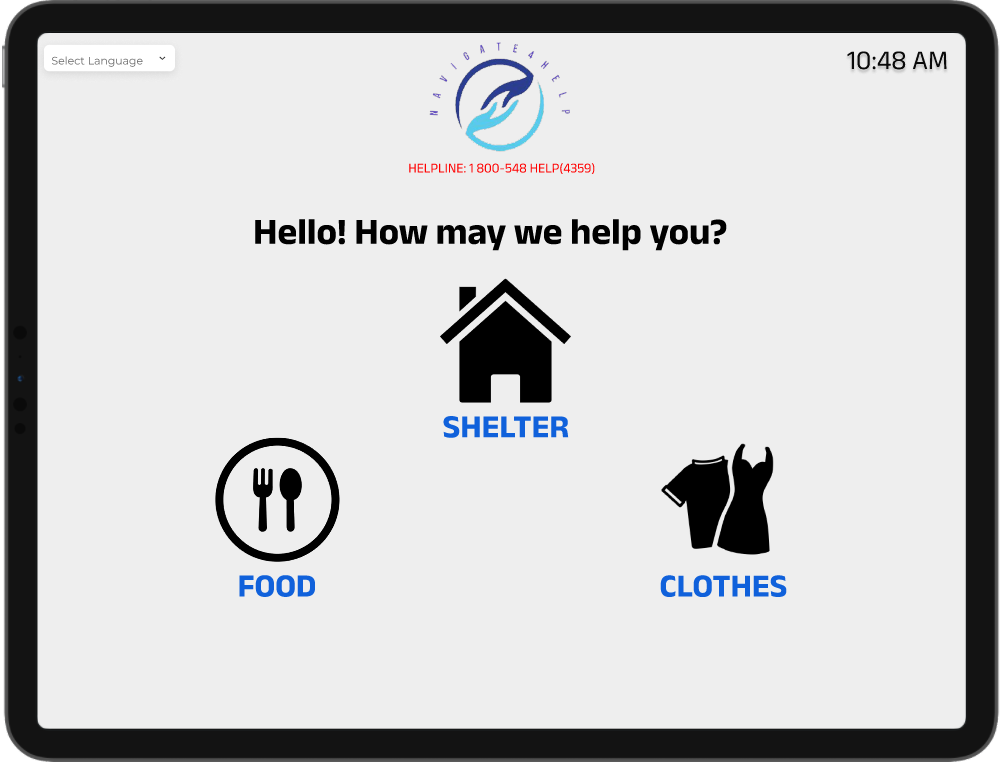 Select Language
NAVIGATE4HELP
10:48 AM
HELPLINE: 1 800-548 HELP(4359)
Hello! How may we help you?
SHELTER
FOOD
CLOTHES